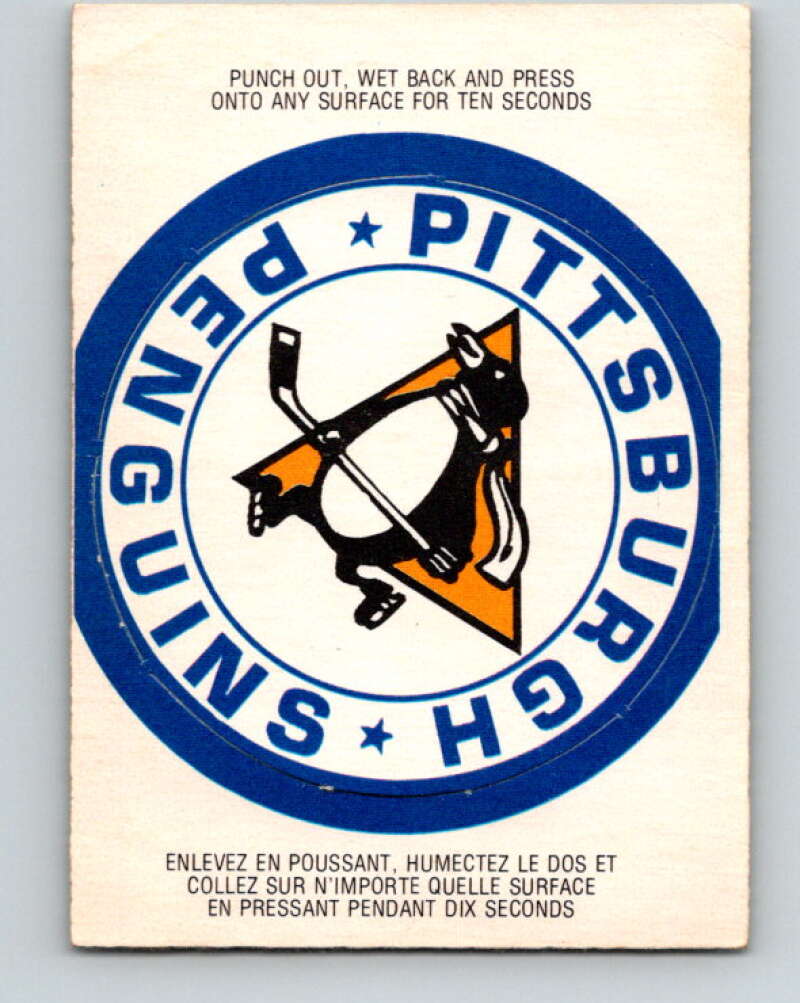 PUNCH OUT, WET BACK AND PRESS
ONTO ANY SURFACE FOR TEN SECONDS
PITTSBURGH
PENGUINS
ENLEVEZ EN POUSSANT, HUMECTEZ LE DOS ET
COLLEZ SUR N'IMPORTE QUELLE SURFACE
EN PRESSANT PENDANT DIX SECONDS